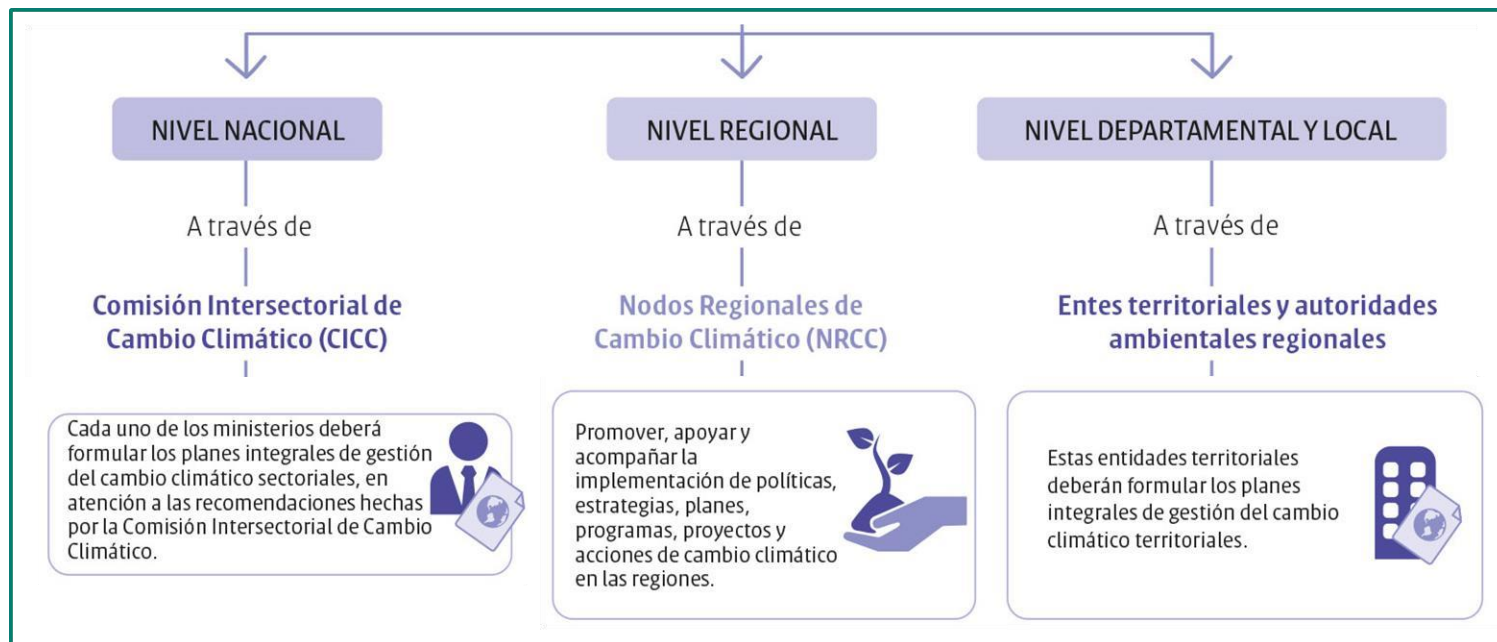 NIVEL NACIONAL
A través de
Comisión Intersectorial de
Cambio Climático (CICC)
Cada uno de los ministerios deberá
formular los planes integrales de gestión
del cambio climático sectoriales, en
atención a las recomendaciones hechas
por la Comisión Intersectorial de Cambio
Climático.
NIVEL REGIONAL
A través de
Nodos Regionales de
Cambio Climático (NRCC)
Promover, apoyar y
acompañar la
implementación de políticas,
estrategias, planes,
programas, proyectos y
acciones de cambio climático
en las regiones.
NIVEL DEPARTAMENTAL Y LOCAL
A través de
Entes territoriales y autoridades
ambientales regionales
Estas entidades territoriales
deberán formular los planes
integrales de gestión del cambio
climático territoriales.